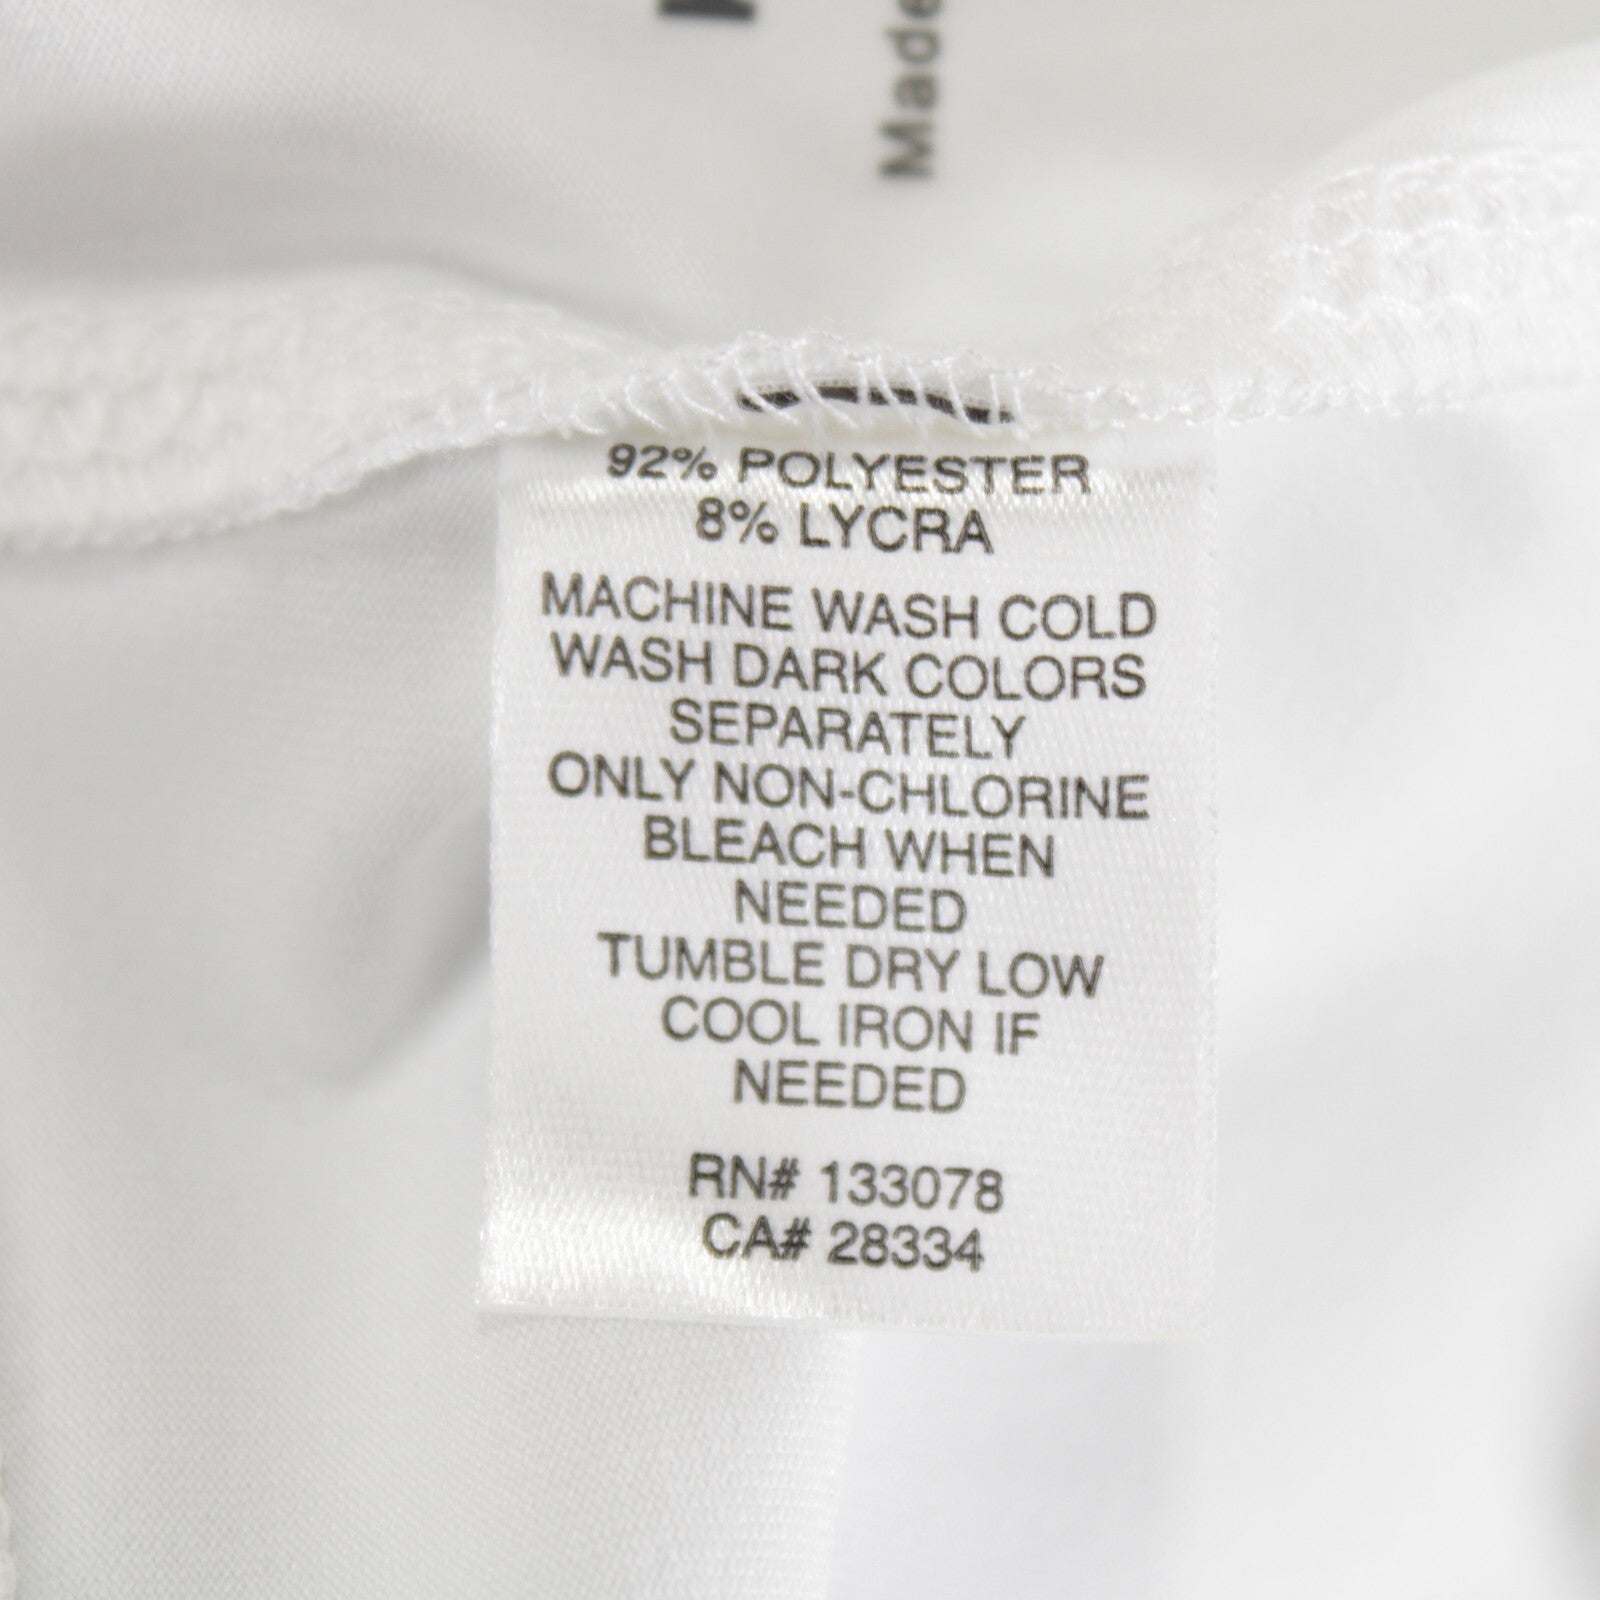 Made
92% POLYESTER
8% LYCRA
MACHINE WASH COLD
WASH DARK COLORS
SEPARATELY
ONLY NON-CHLORINE
BLEACH WHEN
NEEDED
TUMBLE DRY LOW
COOL IRON IF
NEEDED
RN# 133078
CA# 28334